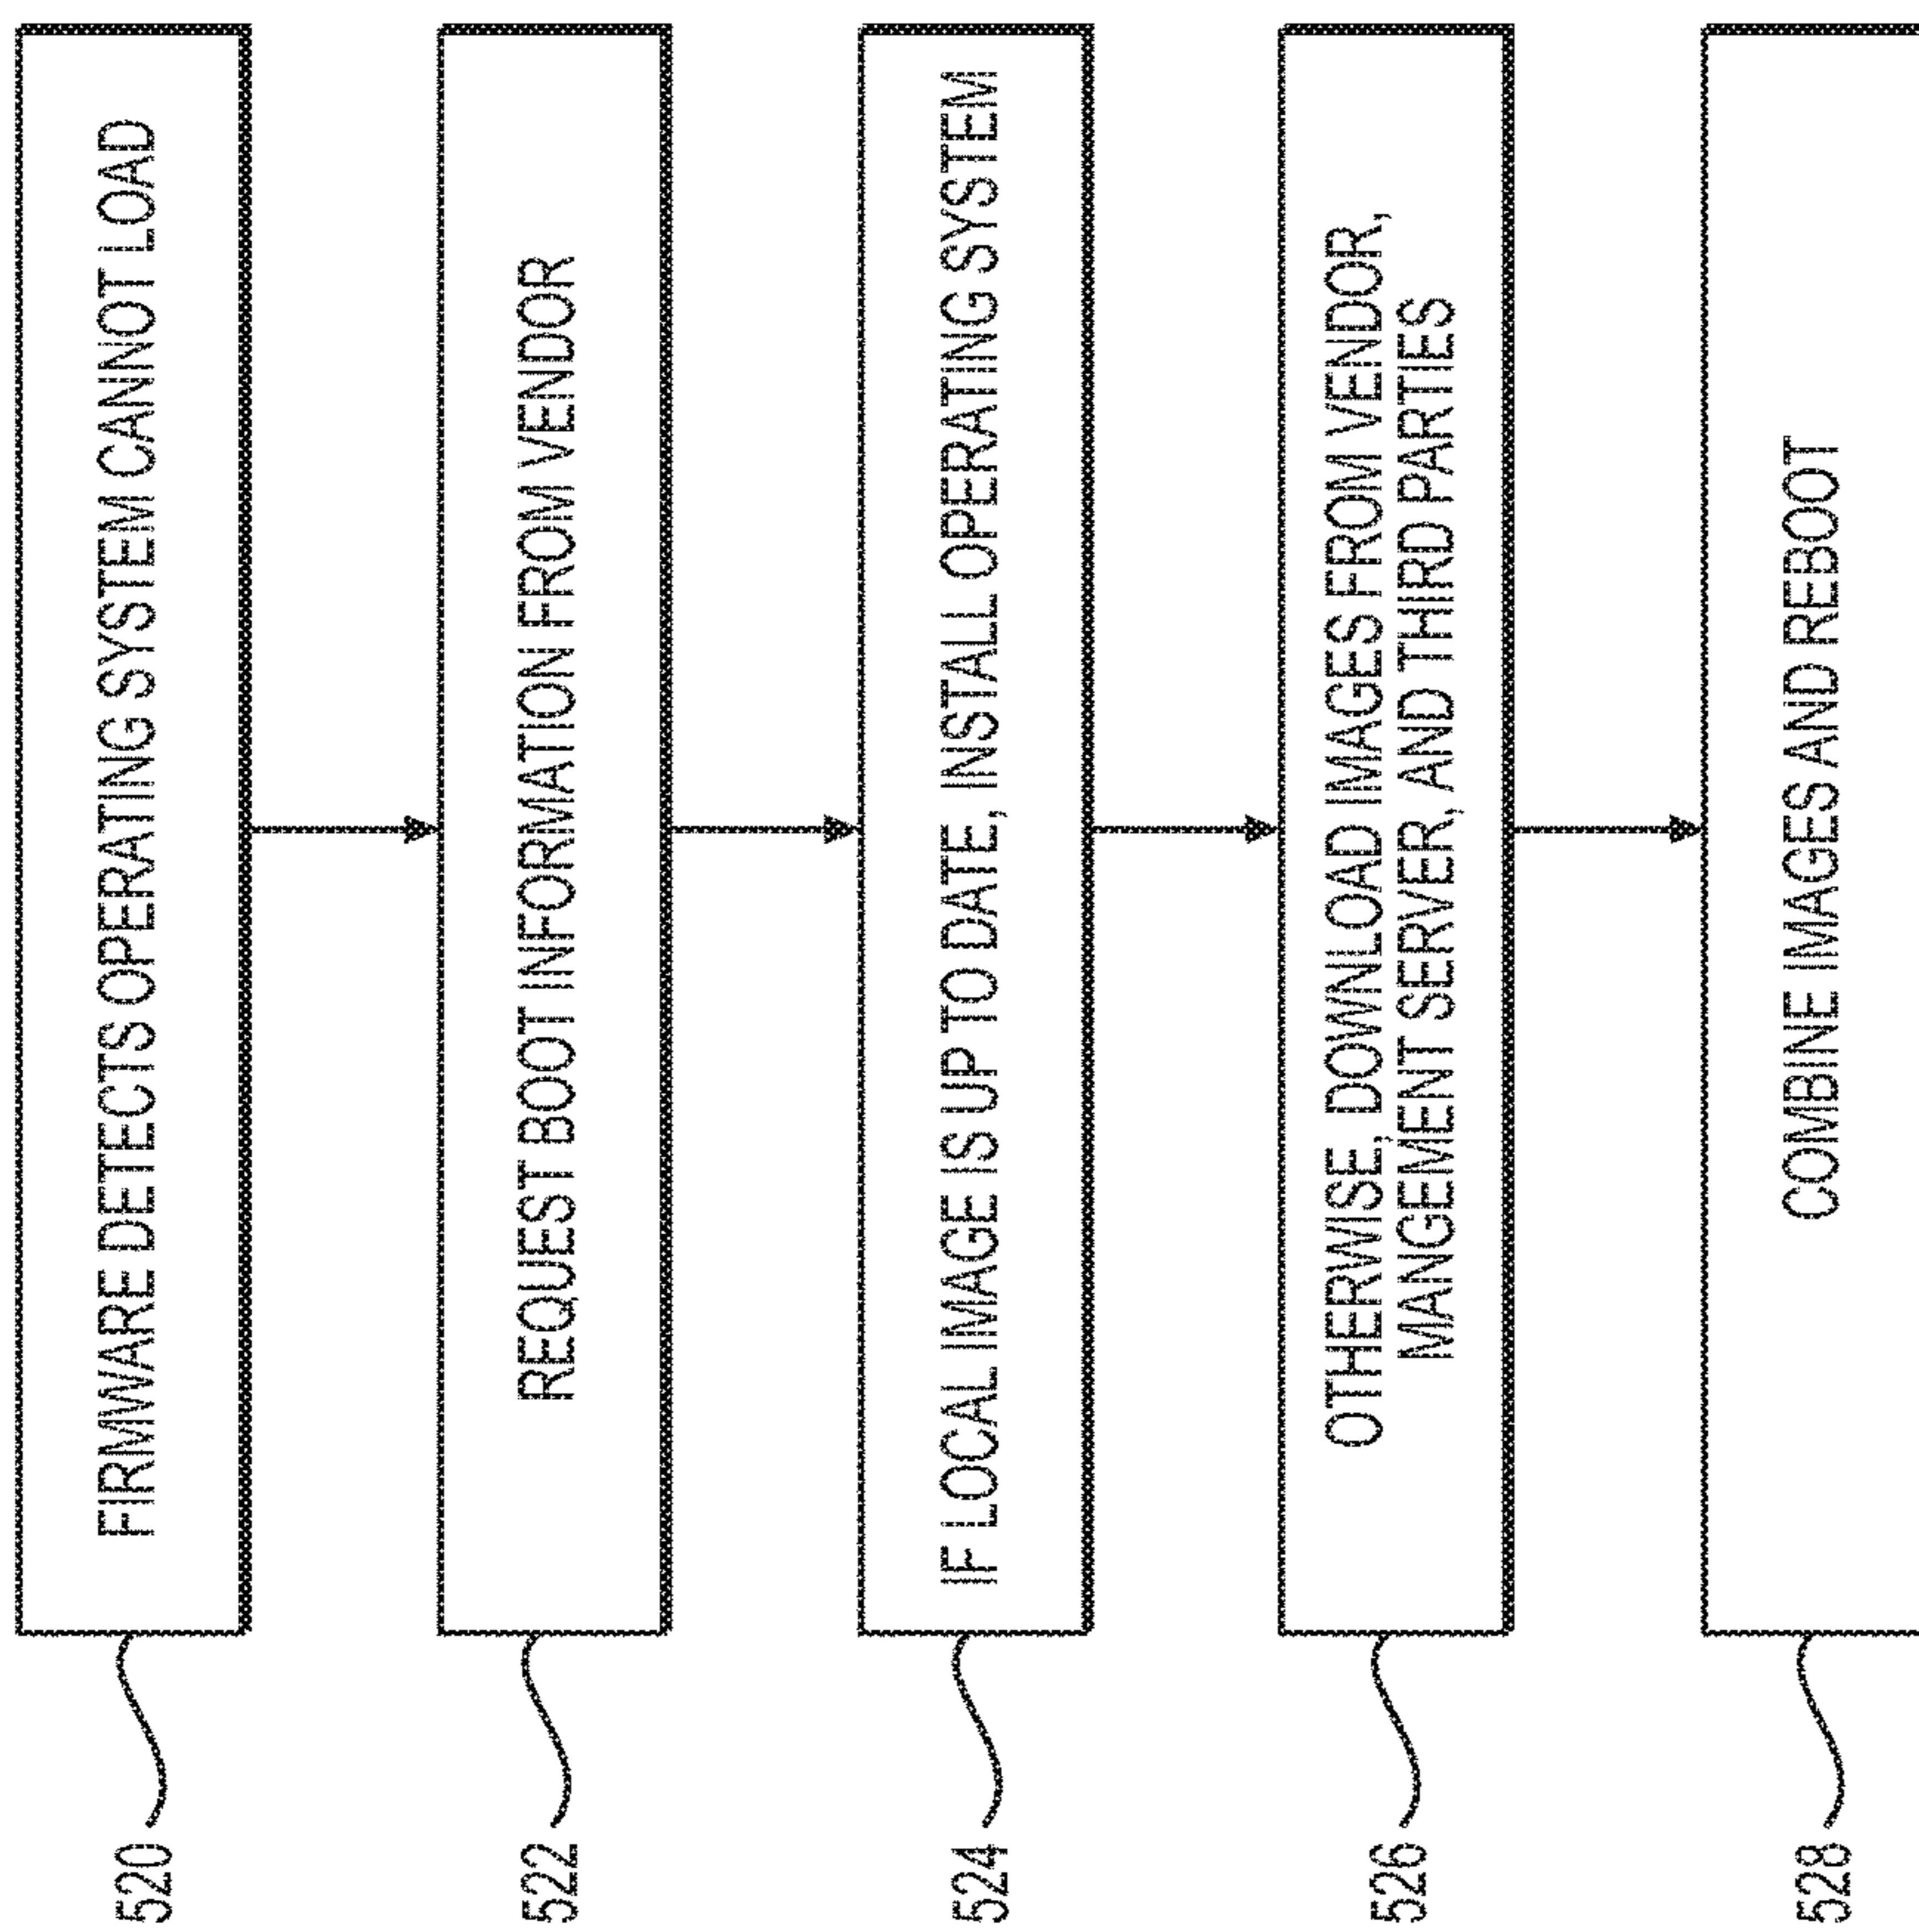 520
FIRMWARE DETECTS OPERATING SYSTEM CANNOT LOAD
522
REQUEST BOOT INFORMATION FROM VENDOR
524
IF LOCAL IMAGE IS UP TO DATE, INSTALL OPERATING SYSTEM
526
OTHERWISE, DOWNLOAD IMAGES FROM VENDOR,
MANGEMENT SERVER, AND THIRD PARTIES
528
COMBINE IMAGES AND REBOOT